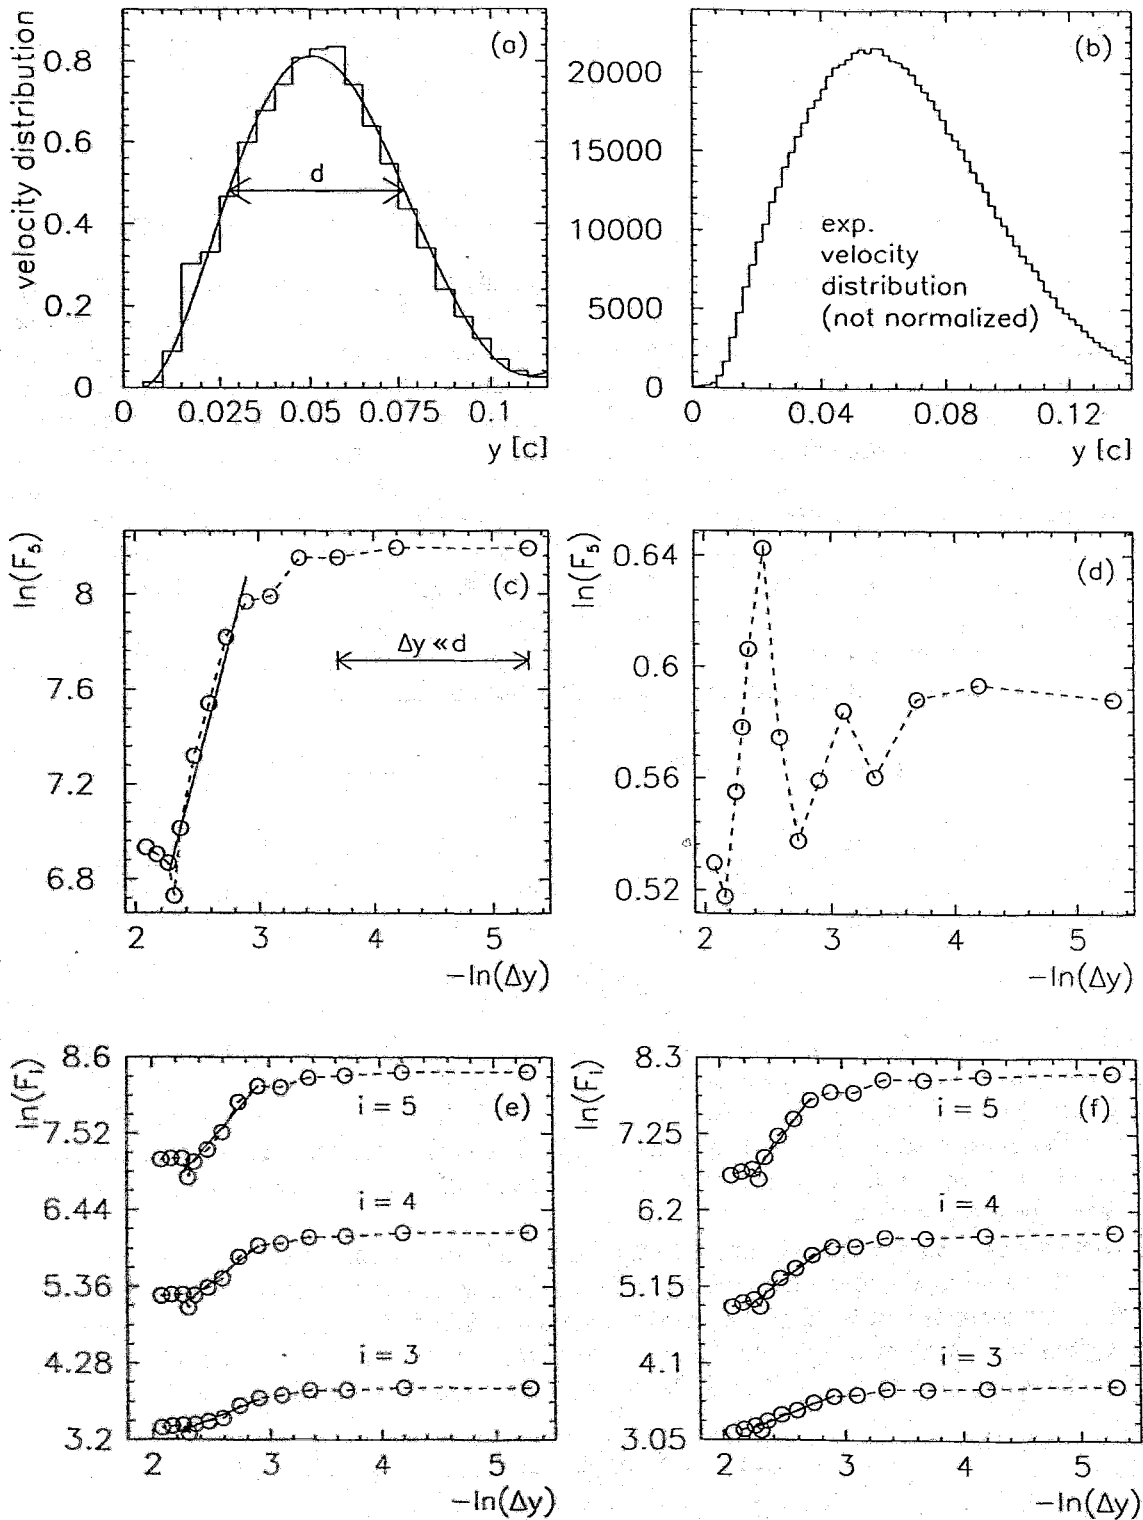 velocity distribution
0.8
0.6
0.4
0.2
0
(a)
d
0 0.025 0.05 0.075 0.1
y [c]
20000
15000
10000
5000
0
(b)
exp.
velocity
distribution
(not normalized)
0 0.04 0.08 0.12
y [c]
ln(F₅)
8
7.6
7.2
6.8
(c)
Δy ≪ d
2 3 4 5
−ln(Δy)
ln(F₅)
0.64
0.6
0.56
0.52
(d)
2 3 4 5
−ln(Δy)
ln(Fᵢ)
8.6
7.52
6.44
5.36
4.28
3.2
i = 5
(e)
i = 4
i = 3
2 3 4 5
−ln(Δy)
ln(Fᵢ)
8.3
7.25
6.2
5.15
4.1
3.05
i = 5
(f)
i = 4
i = 3
2 3 4 5
−ln(Δy)